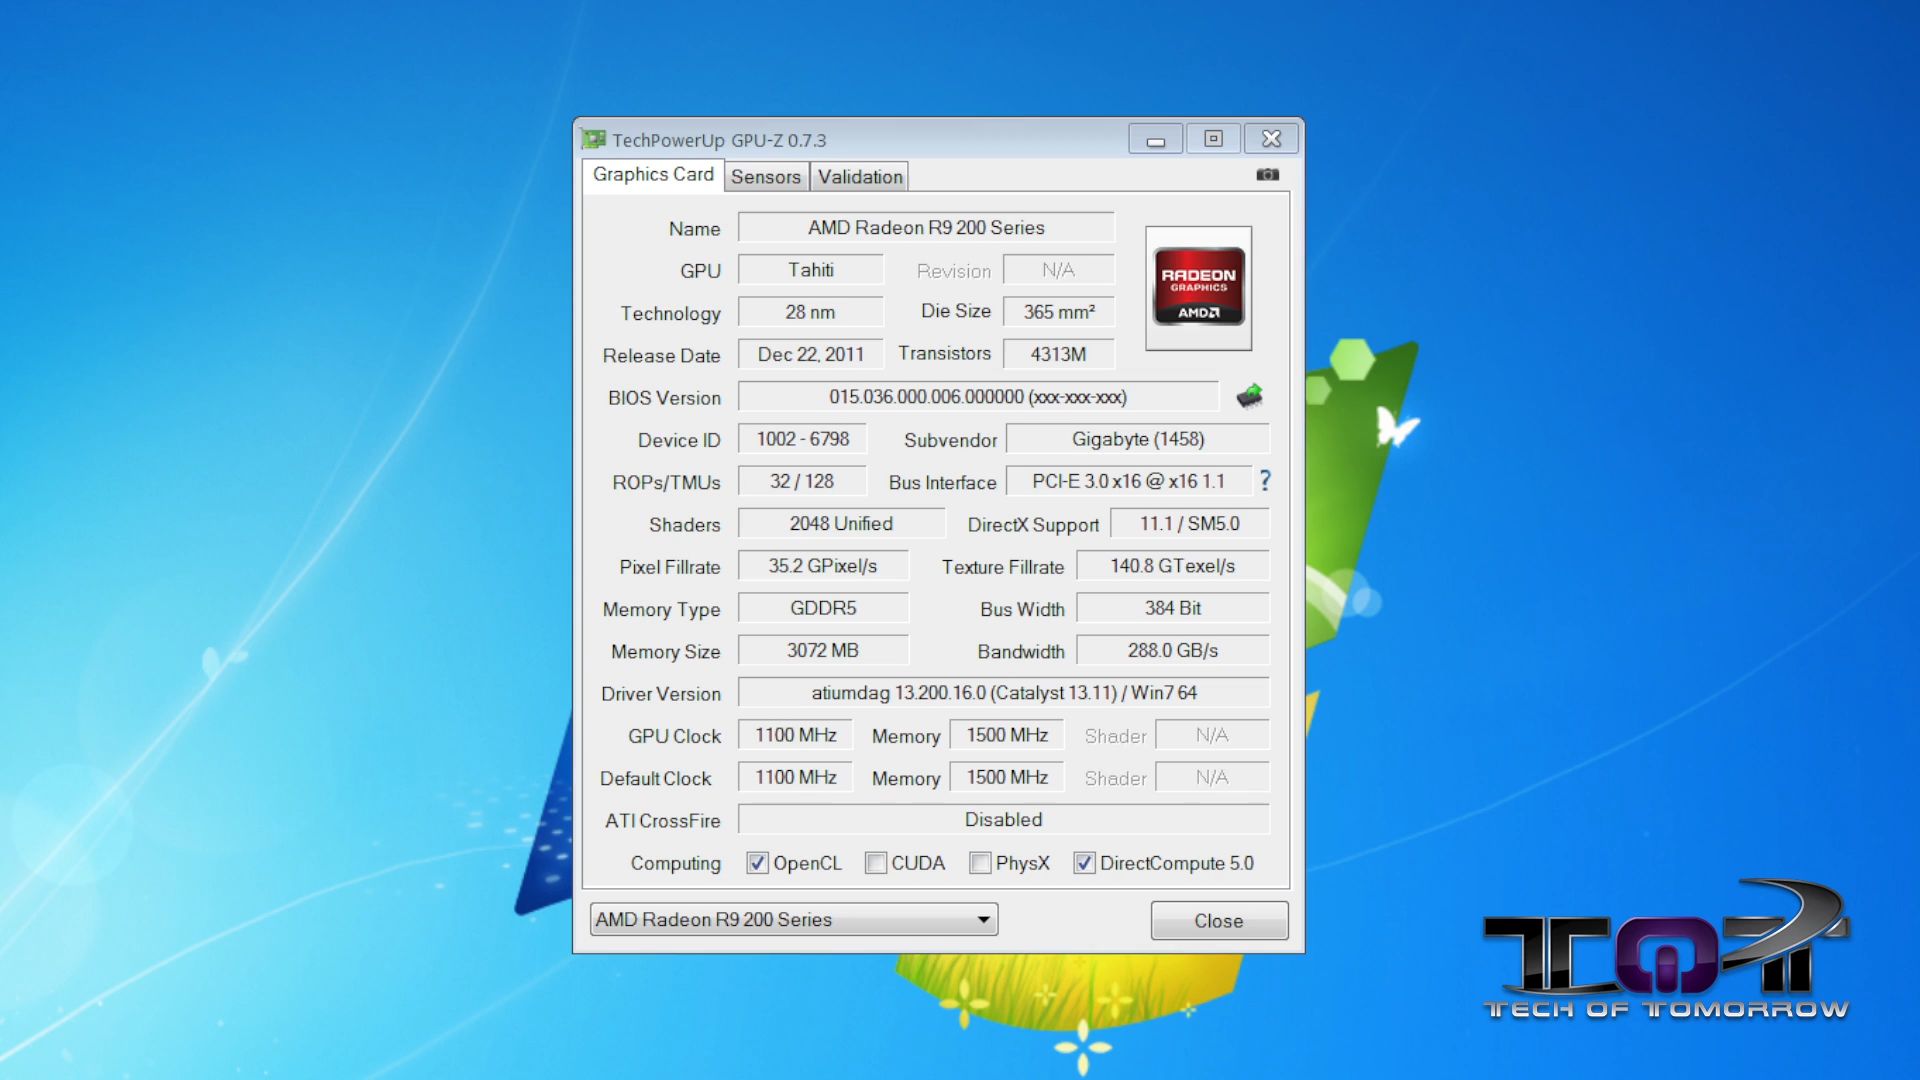 TechPowerUp GPU-Z 0.7.3
Graphics Card Sensors Validation
Name AMD Radeon R9 200 Series
GPU Tahiti Revision N/A
RADEON
GRAPHICS
AMD
Technology 28 nm Die Size 365 mm²
Release Date Dec 22, 2011 Transistors 4313M
BIOS Version 015.036.000.006.000000 (xxx-xxx-xxx)
Device ID 1002 - 6798 Subvendor Gigabyte (1458)
ROPs/TMUs 32 / 128 Bus Interface PCI-E 3.0 x16 @ x16 1.1 ?
Shaders 2048 Unified DirectX Support 11.1 / SM5.0
Pixel Fillrate 35.2 GPixel/s Texture Fillrate 140.8 GTexel/s
Memory Type GDDR5 Bus Width 384 Bit
Memory Size 3072 MB Bandwidth 288.0 GB/s
Driver Version atiumdag 13.200.16.0 (Catalyst 13.11) / Win7 64
GPU Clock 1100 MHz Memory 1500 MHz Shader N/A
Default Clock 1100 MHz Memory 1500 MHz Shader N/A
ATI CrossFire Disabled
Computing OpenCL CUDA PhysX DirectCompute 5.0
AMD Radeon R9 200 Series Close
TOT
TECH OF TOMORROW